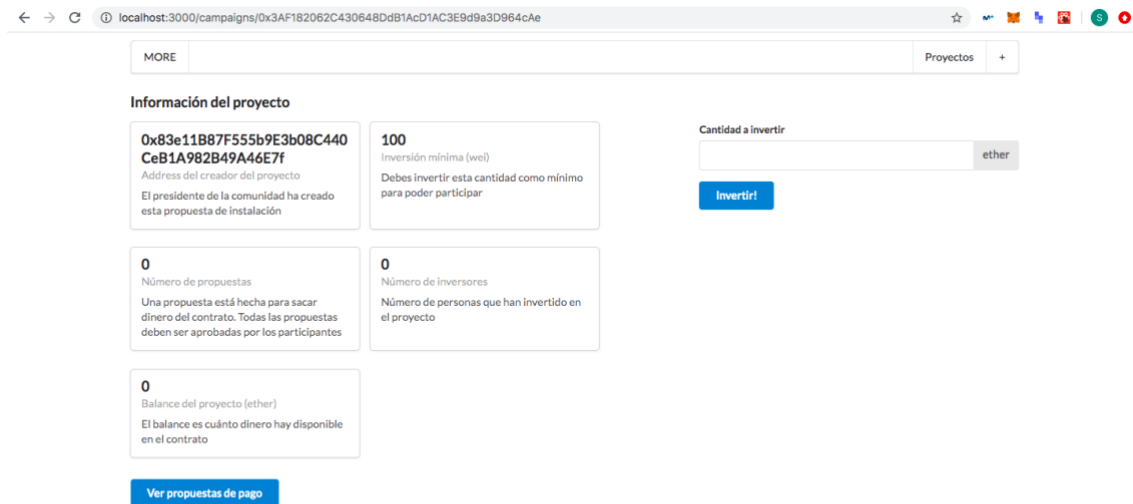 localhost:3000/campaigns/0x3AF182062C430648DdB1AcD1AC3E9d9a3D964cAe
S
MORE
Proyectos
+
Información del proyecto
0x83e11B87F555b9E3b08C440
CeB1A982B49A46E7f
Address del creador del proyecto
El presidente de la comunidad ha creado
esta propuesta de instalación
100
Inversión mínima (wei)
Debes invertir esta cantidad como mínimo
para poder participar
Cantidad a invertir
ether
Invertir!
0
Número de propuestas
Una propuesta está hecha para sacar
dinero del contrato. Todas las propuestas
deben ser aprobadas por los participantes
0
Número de inversores
Número de personas que han invertido en
el proyecto
0
Balance del proyecto (ether)
El balance es cuánto dinero hay disponible
en el contrato
Ver propuestas de pago